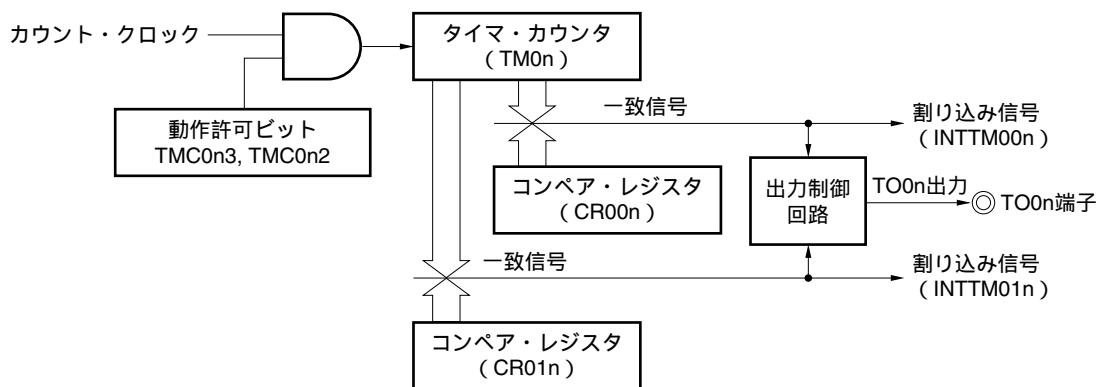 カウント・クロック
タイマ・カウンタ
(TM0n)
動作許可ビット
TMC0n3, TMC0n2
一致信号
割り込み信号
(INTTM00n)
コンペア・レジスタ
(CR00n)
出力制御
回路
TO0n出力
TO0n端子
一致信号
割り込み信号
(INTTM01n)
コンペア・レジスタ
(CR01n)